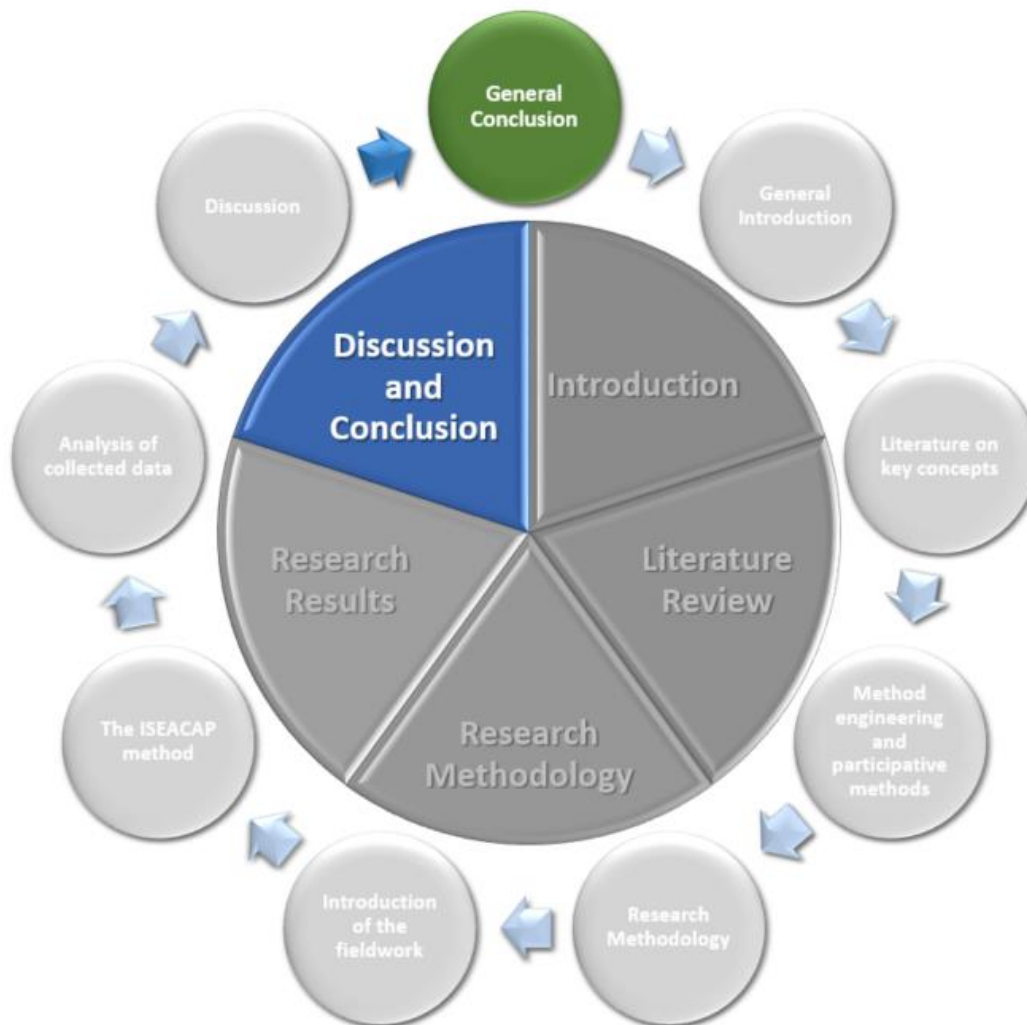 General
Conclusion
General
Introduction
Literature on
key concepts
Method
engineering
and
participative
methods
Research
Methodology
Introduction
of the
fieldwork
The ISEACAP
method
Analysis of
collected data
Discussion
Discussion
and
Conclusion
Introduction
Literature
Review
Research
Methodology
Research
Results